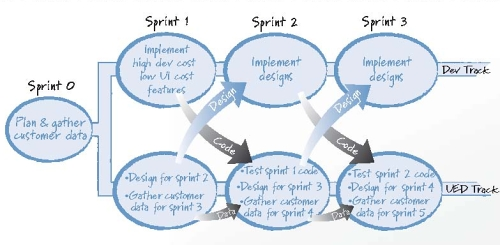 Sprint 1
Sprint 2
Sprint 3
Sprint 0
Implement
high dev cost
low UI cost
features
Implement
designs
Implement
designs
Dev Track
Plan & gather
customer data
Design
Code
Design
Code
•Design for sprint 2
•Gather customer
data for sprint 3
Data
•Test sprint 1 code
•Design for sprint 3
•Gather customer
data for sprint 4
Data
•Test sprint 2 code
•Design for sprint 4
•Gather customer
data for sprint 5
UED Track